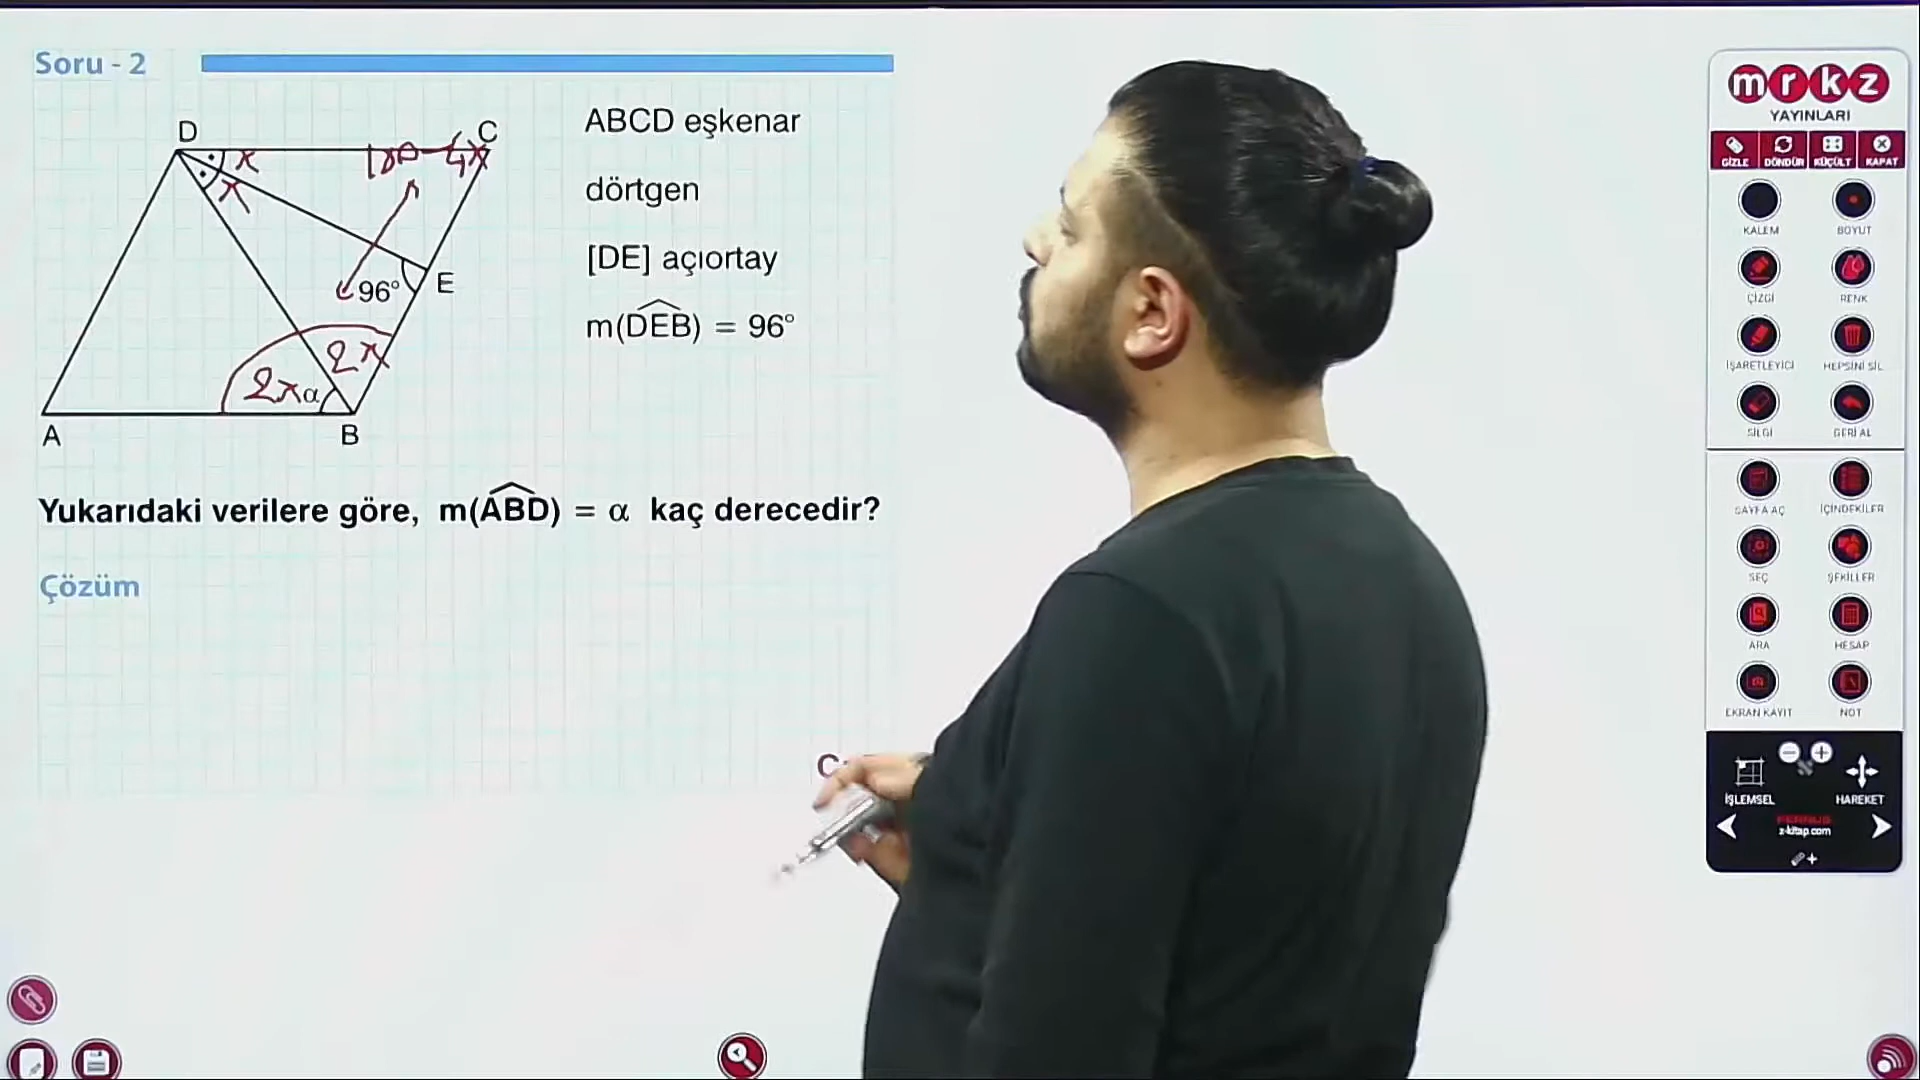 Soru - 2
ABCD eşkenar
dörtgen
[DE] açıortay
m(DEB) = 96°
D
C
x
x
180 - 4x
96°
E
2x
2x
α
A
B
Yukarıdaki verilere göre, m(ABD) = α kaç derecedir?
Çözüm
mrkz
YAYINLARI
GİZLE DÖNDÜR KÜÇÜLT KAPAT
KALEM BOYUT
ÇİZGİ RENK
İŞARETLEYİCİ HEPSİNİ SİL
SİLGİ GERİ AL
SAYFA AÇ İÇİNDEKİLER
SEÇ ŞEKİLLER
ARA HESAP
EKRAN KAYIT NOT
İŞLEMSEL HAREKET
FERNUS
z-kitap.com